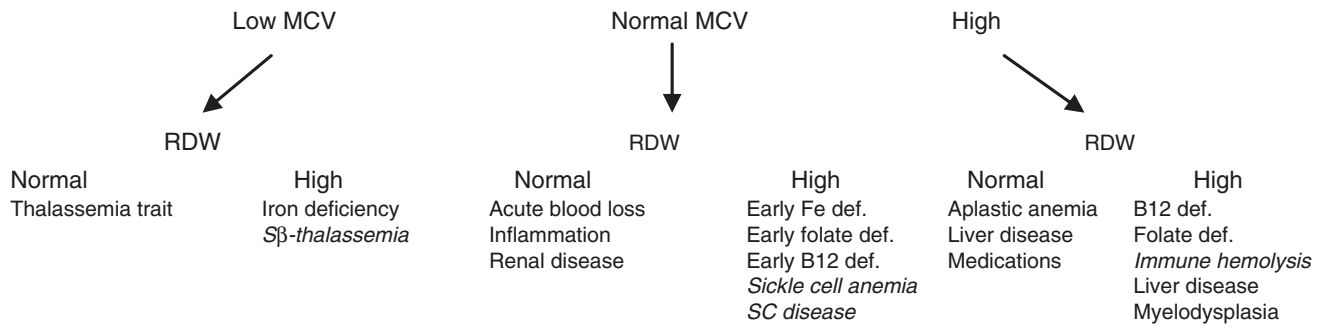 Low MCV
Normal MCV
High
RDW
RDW
RDW
Normal
High
Normal
High
Normal
High
Thalassemia trait
Iron deficiency
Sβ-thalassemia
Acute blood loss
Inflammation
Renal disease
Early Fe def.
Early folate def.
Early B12 def.
Sickle cell anemia
SC disease
Aplastic anemia
Liver disease
Medications
B12 def.
Folate def.
Immune hemolysis
Liver disease
Myelodysplasia